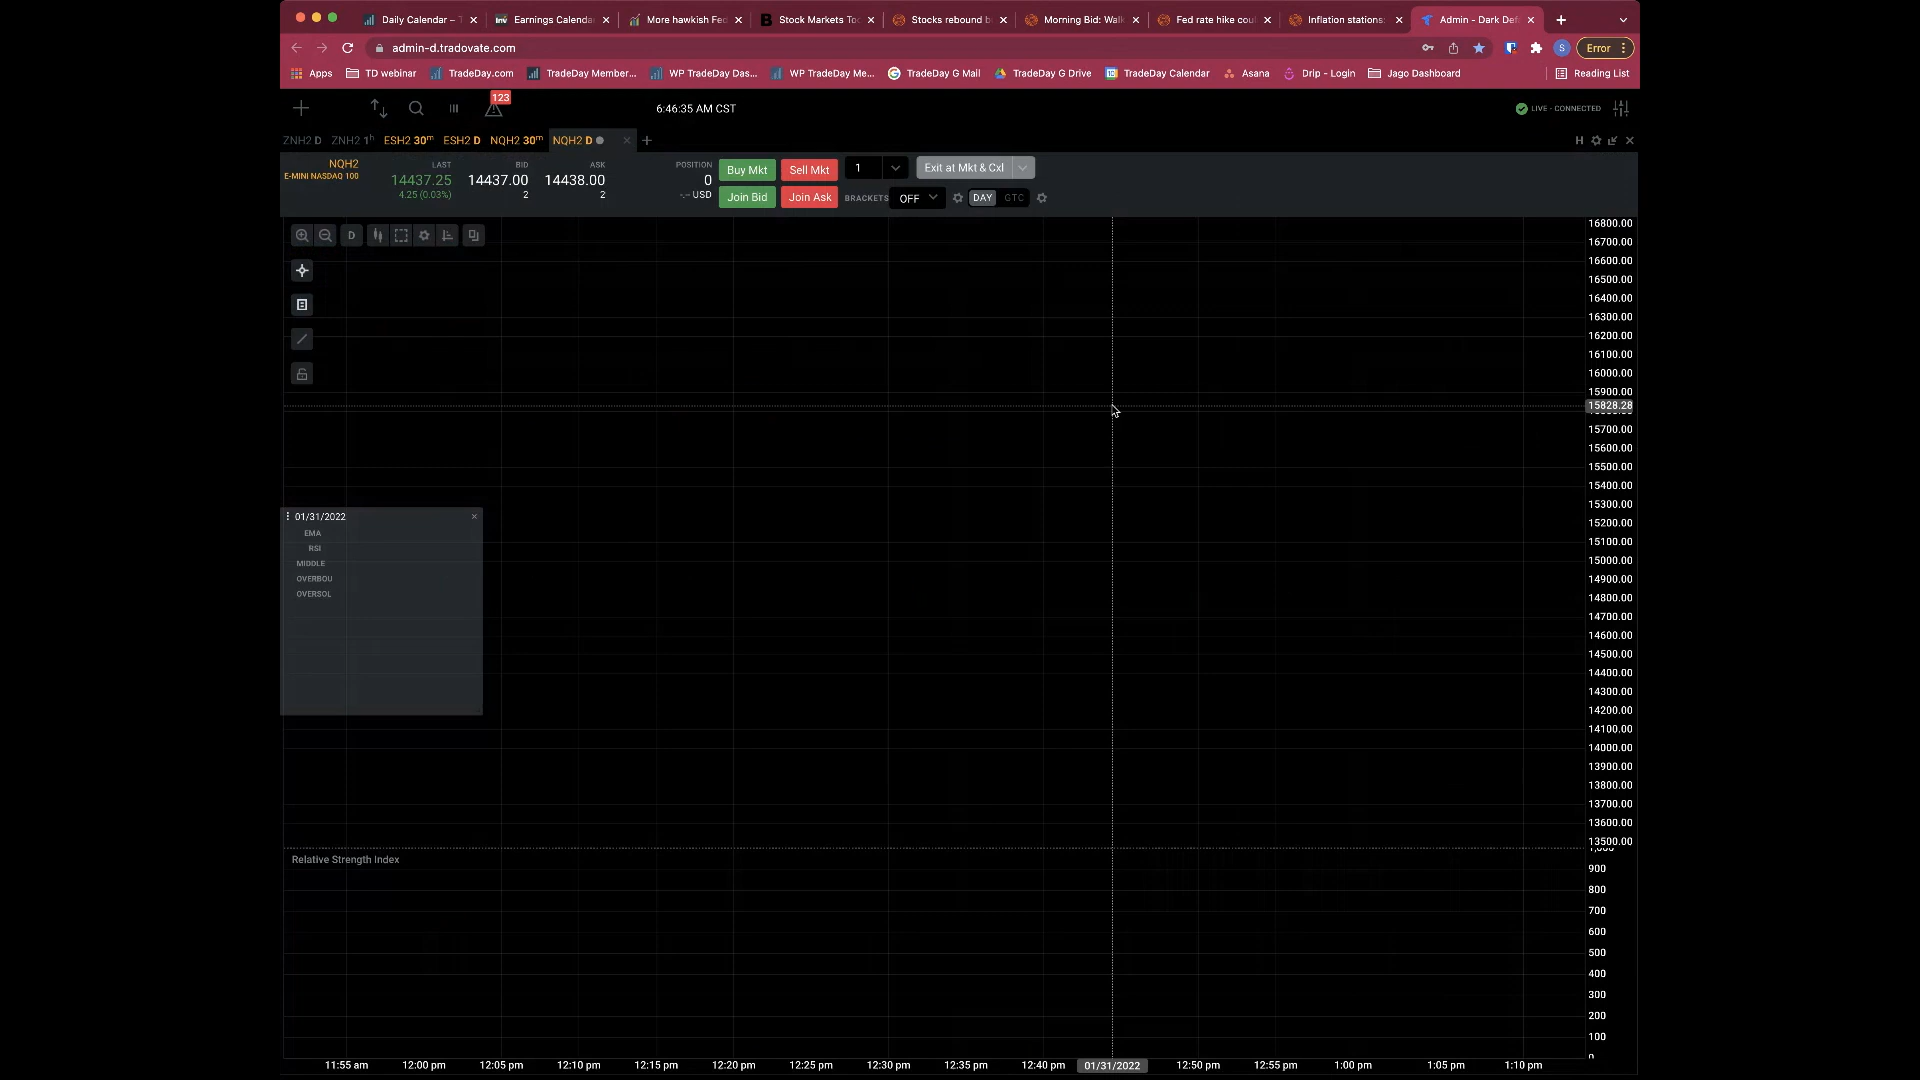 Daily Calendar – T
Earnings Calenda
More hawkish Fed
Stock Markets To
Stocks rebound b
Morning Bid: Wal
Fed rate hike cou
Inflation stations:
Admin - Dark Def
admin-d.tradovate.com
S
Error
Apps
TD webinar
TradeDay.com
TradeDay Member...
WP TradeDay Das...
WP TradeDay Me...
TradeDay G Mail
TradeDay G Drive
TradeDay Calendar
Asana
Drip - Login
Jago Dashboard
Reading List
123
6:46:35 AM CST
LIVE - CONNECTED
ZNH2 D
ZNH2 1h
ESH2 30m
ESH2 D
NQH2 30m
NQH2 D
H
NQH2
E-MINI NASDAQ 100
LAST
14437.25
4.25 (0.03%)
BID
14437.00
2
ASK
14438.00
2
POSITION
0
-.-- USD
Buy Mkt
Sell Mkt
1
Exit at Mkt & Cxl
Join Bid
Join Ask
BRACKETS
OFF
DAY
GTC
D
16800.00
16700.00
16600.00
16500.00
16400.00
16300.00
16200.00
16100.00
16000.00
15900.00
15828.28
15700.00
15600.00
15500.00
15400.00
15300.00
15200.00
15100.00
15000.00
14900.00
14800.00
14700.00
14600.00
14500.00
14400.00
14300.00
14200.00
14100.00
14000.00
13900.00
13800.00
13700.00
13600.00
13500.00
01/31/2022
EMA
RSI
MIDDLE
OVERBOU
OVERSOL
Relative Strength Index
900
800
700
600
500
400
300
200
100
0
11:55 am
12:00 pm
12:05 pm
12:10 pm
12:15 pm
12:20 pm
12:25 pm
12:30 pm
12:35 pm
12:40 pm
01/31/2022
12:50 pm
12:55 pm
1:00 pm
1:05 pm
1:10 pm